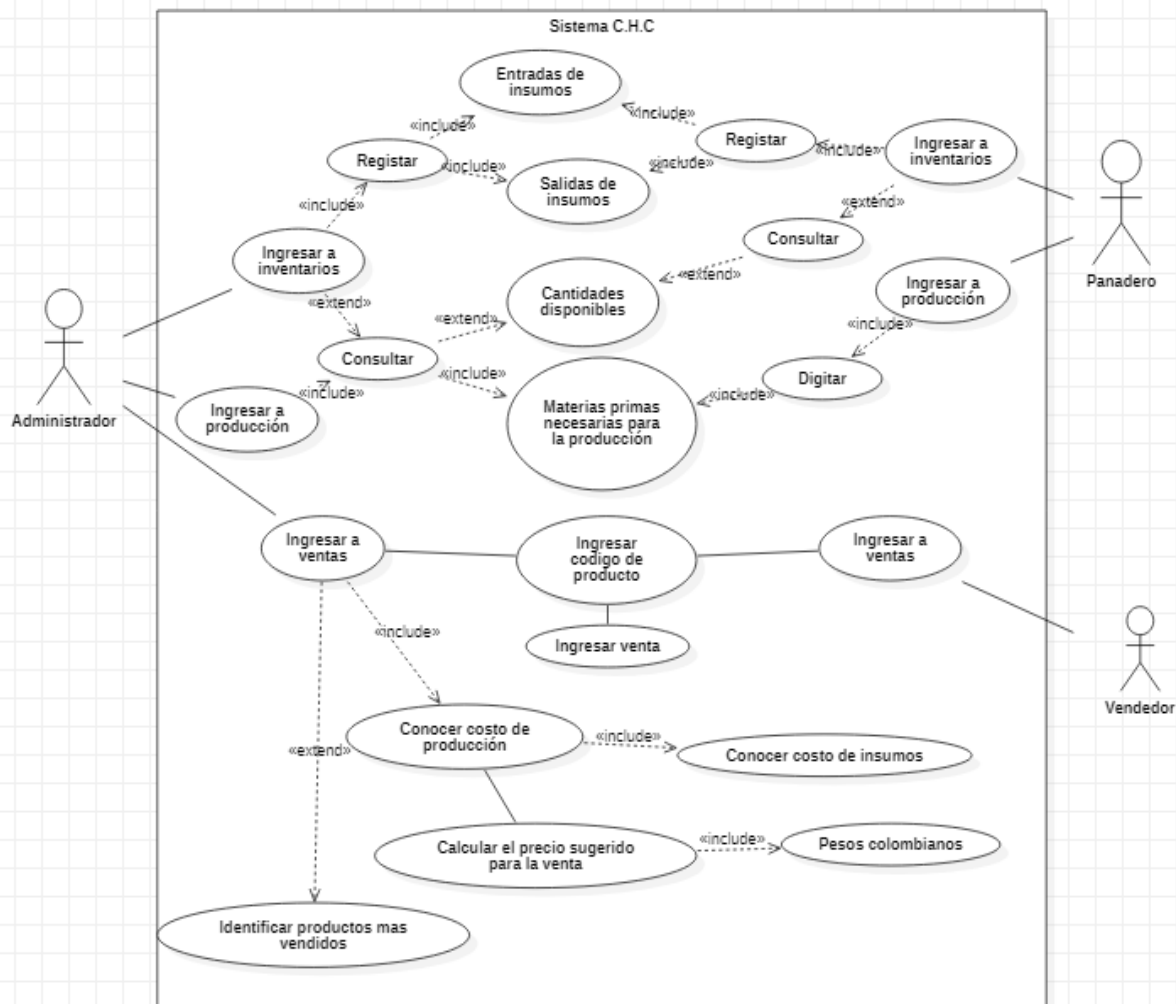 Sistema C.H.C
Entradas de
insumos
«include»
«include»
Registar
Registar
«include»
Ingresar a
inventarios
«include»
«include»
Salidas de
insumos
«include»
«extend»
Consultar
Ingresar a
inventarios
«extend»
«extend»
Cantidades
disponibles
«extend»
Ingresar a
producción
Panadero
«include»
Consultar
«include»
Digitar
«include»
«include»
Materias primas
necesarias para
la producción
Ingresar a
producción
Administrador
Ingresar a
ventas
Ingresar
codigo de
producto
Ingresar a
ventas
«include»
Ingresar venta
Vendedor
Conocer costo de
producción
«include»
Conocer costo de insumos
«extend»
Calcular el precio sugerido
para la venta
«include»
Pesos colombianos
Identificar productos mas
vendidos